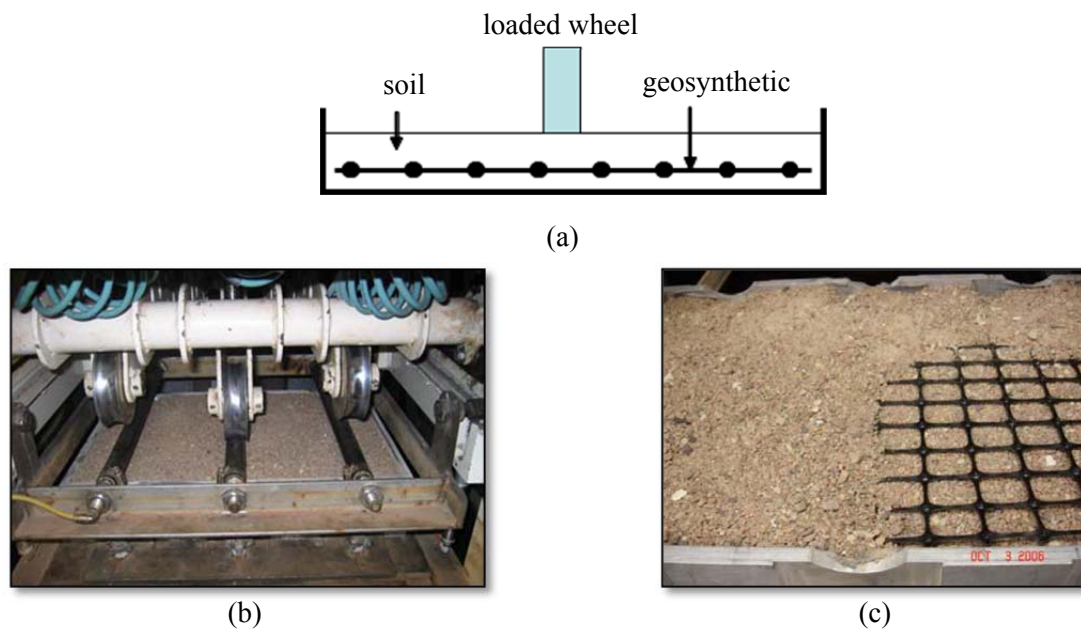 loaded wheel
soil
geosynthetic
(a)
OCT 3 2006
(b)
(c)